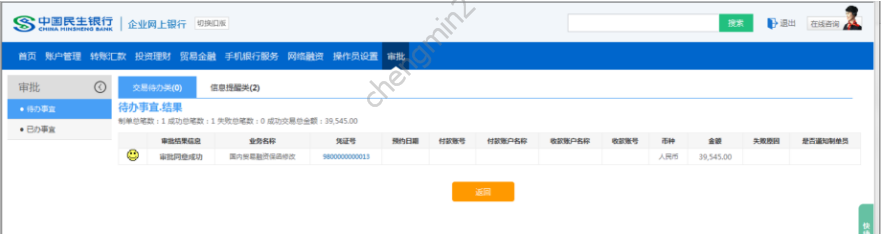 中国民生银行 企业网上银行 切换旧版 搜索 退出 在线咨询
CHINA MINSHENG BANK
首页 账户管理 转账汇款 投资理财 贸易金融 手机银行服务 网络融资 操作员设置 审批
审批 交易待办类(0) 信息提醒类(2)
待办事宜 待办事宜.结果
制单总笔数：1 成功总笔数：1 失败总笔数：0 成功交易总金额：39,545.00
已办事宜
审批结果信息 业务名称 凭证号 预约日期 付款账号 付款账户名称 收款账户名称 收款账号 币种 金额 失败原因 是否通知制单员
审批同意成功 国内贸易融资保函修改 9800000000013 人民币 39,545.00
返回
chengmin2